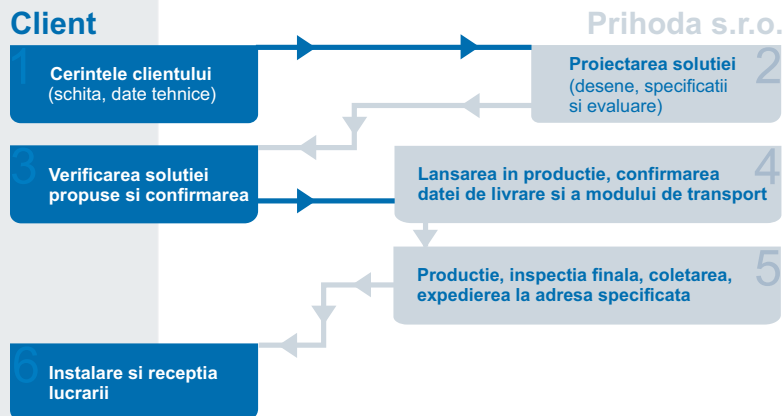 Client
Prihoda s.r.o.
1
Cerintele clientului
(schita, date tehnice)
2
Proiectarea solutiei
(desene, specificatii
si evaluare)
3
Verificarea solutiei
propuse si confirmarea
4
Lansarea in productie, confirmarea
datei de livrare si a modului de transport
5
Productie, inspectia finala, coletarea,
expedierea la adresa specificata
6
Instalare si receptia
lucrarii